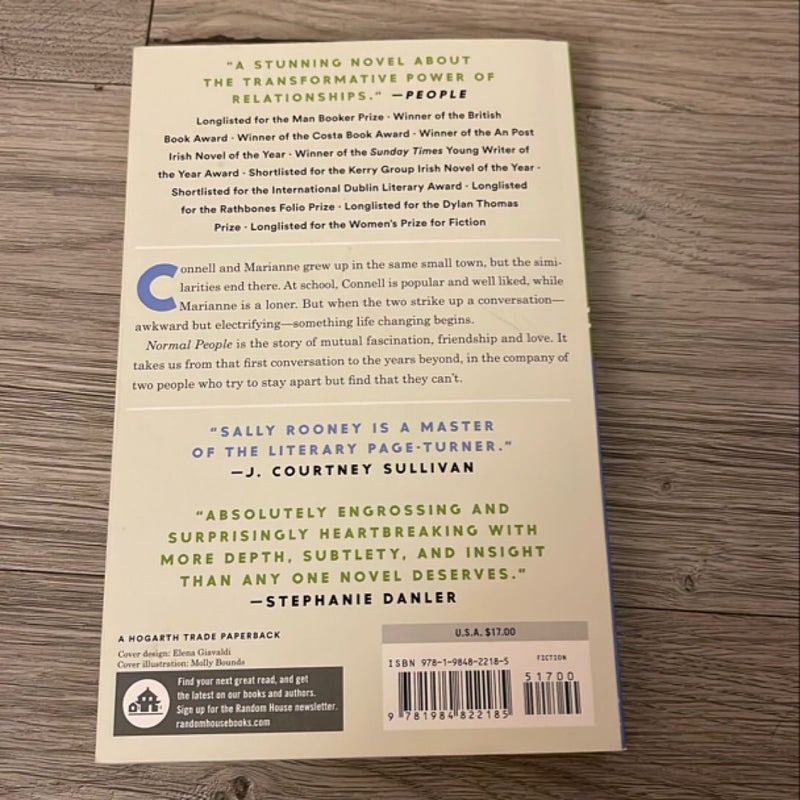 "A STUNNING NOVEL ABOUT
THE TRANSFORMATIVE POWER OF
RELATIONSHIPS." —PEOPLE
Longlisted for the Man Booker Prize · Winner of the British
Book Award · Winner of the Costa Book Award · Winner of the An Post
Irish Novel of the Year · Winner of the Sunday Times Young Writer of
the Year Award · Shortlisted for the Kerry Group Irish Novel of the Year ·
Shortlisted for the International Dublin Literary Award · Longlisted
for the Rathbones Folio Prize · Longlisted for the Dylan Thomas
Prize · Longlisted for the Women's Prize for Fiction
Connell and Marianne grew up in the same small town, but the simi-
larities end there. At school, Connell is popular and well liked, while
Marianne is a loner. But when the two strike up a conversation—
awkward but electrifying—something life changing begins.
Normal People is the story of mutual fascination, friendship and love. It
takes us from that first conversation to the years beyond, in the company of
two people who try to stay apart but find that they can't.
"SALLY ROONEY IS A MASTER
OF THE LITERARY PAGE-TURNER."
—J. COURTNEY SULLIVAN
"ABSOLUTELY ENGROSSING AND
SURPRISINGLY HEARTBREAKING WITH
MORE DEPTH, SUBTLETY, AND INSIGHT
THAN ANY ONE NOVEL DESERVES."
—STEPHANIE DANLER
A HOGARTH TRADE PAPERBACK
Cover design: Elena Giavaldi
Cover illustration: Molly Bounds
Find your next great read, and get
the latest on our books and authors.
Sign up for the Random House newsletter.
randomhousebooks.com
U.S.A. $17.00
ISBN 978-1-9848-2218-5
FICTION
51700
9 781984 822185